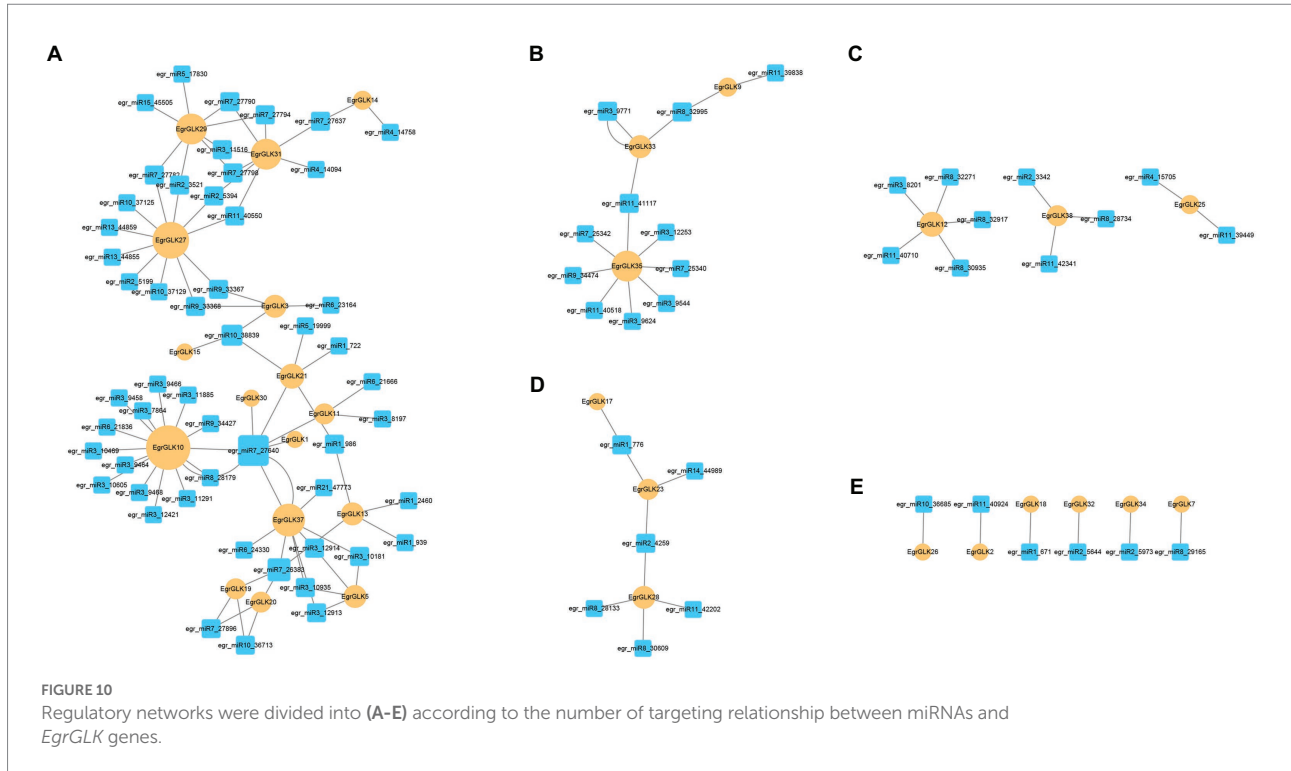 A
egr_miR5_17830
egr_miR15_45505
egr_miR7_27790
egr_miR7_27794
EgrGLK14
EgrGLK29
egr_miR7_27637
egr_miR4_14758
egr_miR3_11516
EgrGLK31
egr_miR7_27798
egr_miR4_14094
egr_miR7_27782
egr_miR2_3521
egr_miR2_5394
egr_miR10_37125
egr_miR11_40550
egr_miR13_44859
EgrGLK27
egr_miR13_44855
egr_miR2_5199
egr_miR10_37129
egr_miR9_33367
egr_miR9_33368
EgrGLK3
egr_miR6_23164
egr_miR5_19999
egr_miR10_38839
egr_miR1_722
EgrGLK15
EgrGLK21
egr_miR3_9466
egr_miR3_11885
egr_miR6_21666
egr_miR3_9458
egr_miR3_7864
EgrGLK30
egr_miR9_34427
EgrGLK11
egr_miR3_8197
egr_miR6_21836
EgrGLK10
EgrGLK1
egr_miR1_986
egr_miR3_10469
egr_miR7_27640
egr_miR3_9464
egr_miR8_28179
egr_miR3_10605
egr_miR3_9468
egr_miR3_11291
egr_miR21_47773
egr_miR3_12421
EgrGLK37
EgrGLK13
egr_miR1_2460
egr_miR1_939
egr_miR6_24330
egr_miR3_12914
egr_miR3_10181
egr_miR7_26383
EgrGLK19
egr_miR3_10935
EgrGLK5
EgrGLK20
egr_miR3_12913
egr_miR7_27896
egr_miR10_36713
B
egr_miR11_39838
EgrGLK9
egr_miR3_9771
egr_miR8_32995
EgrGLK33
egr_miR11_41117
egr_miR7_25342
egr_miR3_12253
EgrGLK35
egr_miR9_34474
egr_miR7_25340
egr_miR11_40518
egr_miR3_9544
egr_miR3_9624
C
egr_miR3_8201
egr_miR8_32271
egr_miR2_3342
egr_miR4_15705
EgrGLK12
egr_miR8_32917
EgrGLK38
egr_miR8_28734
EgrGLK25
egr_miR11_39449
egr_miR11_40710
egr_miR8_30935
egr_miR11_42341
D
EgrGLK17
egr_miR1_776
egr_miR14_44989
EgrGLK23
egr_miR2_4259
EgrGLK28
egr_miR8_28133
egr_miR11_42202
egr_miR8_30609
E
egr_miR10_36685
egr_miR11_40924
EgrGLK18
EgrGLK32
EgrGLK34
EgrGLK7
EgrGLK26
EgrGLK2
egr_miR1_671
egr_miR2_5644
egr_miR2_5973
egr_miR8_29165
FIGURE 10
Regulatory networks were divided into (A-E) according to the number of targeting relationship between miRNAs and
EgrGLK genes.